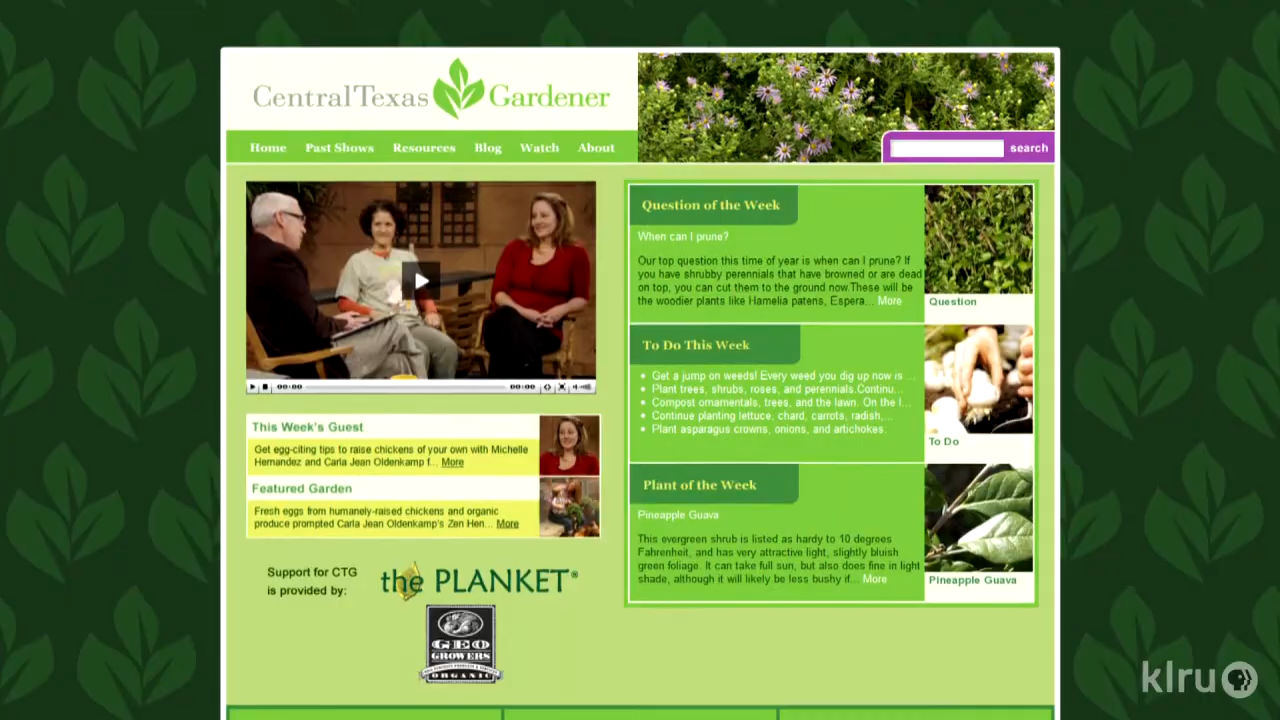 CentralTexas Gardener
Home Past Shows Resources Blog Watch About
search
00:00 00:00
This Week's Guest
Get egg-citing tips to raise chickens of your own with Michelle
Hernandez and Carla Jean Oldenkamp f... More
Featured Garden
Fresh eggs from humanely-raised chickens and organic
produce prompted Carla Jean Oldenkamp's Zen Hen... More
Support for CTG
is provided by:
the PLANKET®
GEO
GROWERS
ORGANIC
Question of the Week
When can I prune?
Our top question this time of year is when can I prune? If
you have shrubby perennials that have browned or are dead
on top, you can cut them to the ground now.These will be
the woodier plants like Hamelia patens, Espera... More
Question
To Do This Week
• Get a jump on weeds! Every weed you dig up now is ...
• Plant trees, shrubs, roses, and perennials.Continu...
• Compost ornamentals, trees, and the lawn. On the l...
• Continue planting lettuce, chard, carrots, radish,...
• Plant asparagus crowns, onions, and artichokes.
To Do
Plant of the Week
Pineapple Guava
This evergreen shrub is listed as hardy to 10 degrees
Fahrenheit, and has very attractive light, slightly bluish
green foliage. It can take full sun, but also does fine in light
shade, although it will likely be less bushy if... More
Pineapple Guava
klru